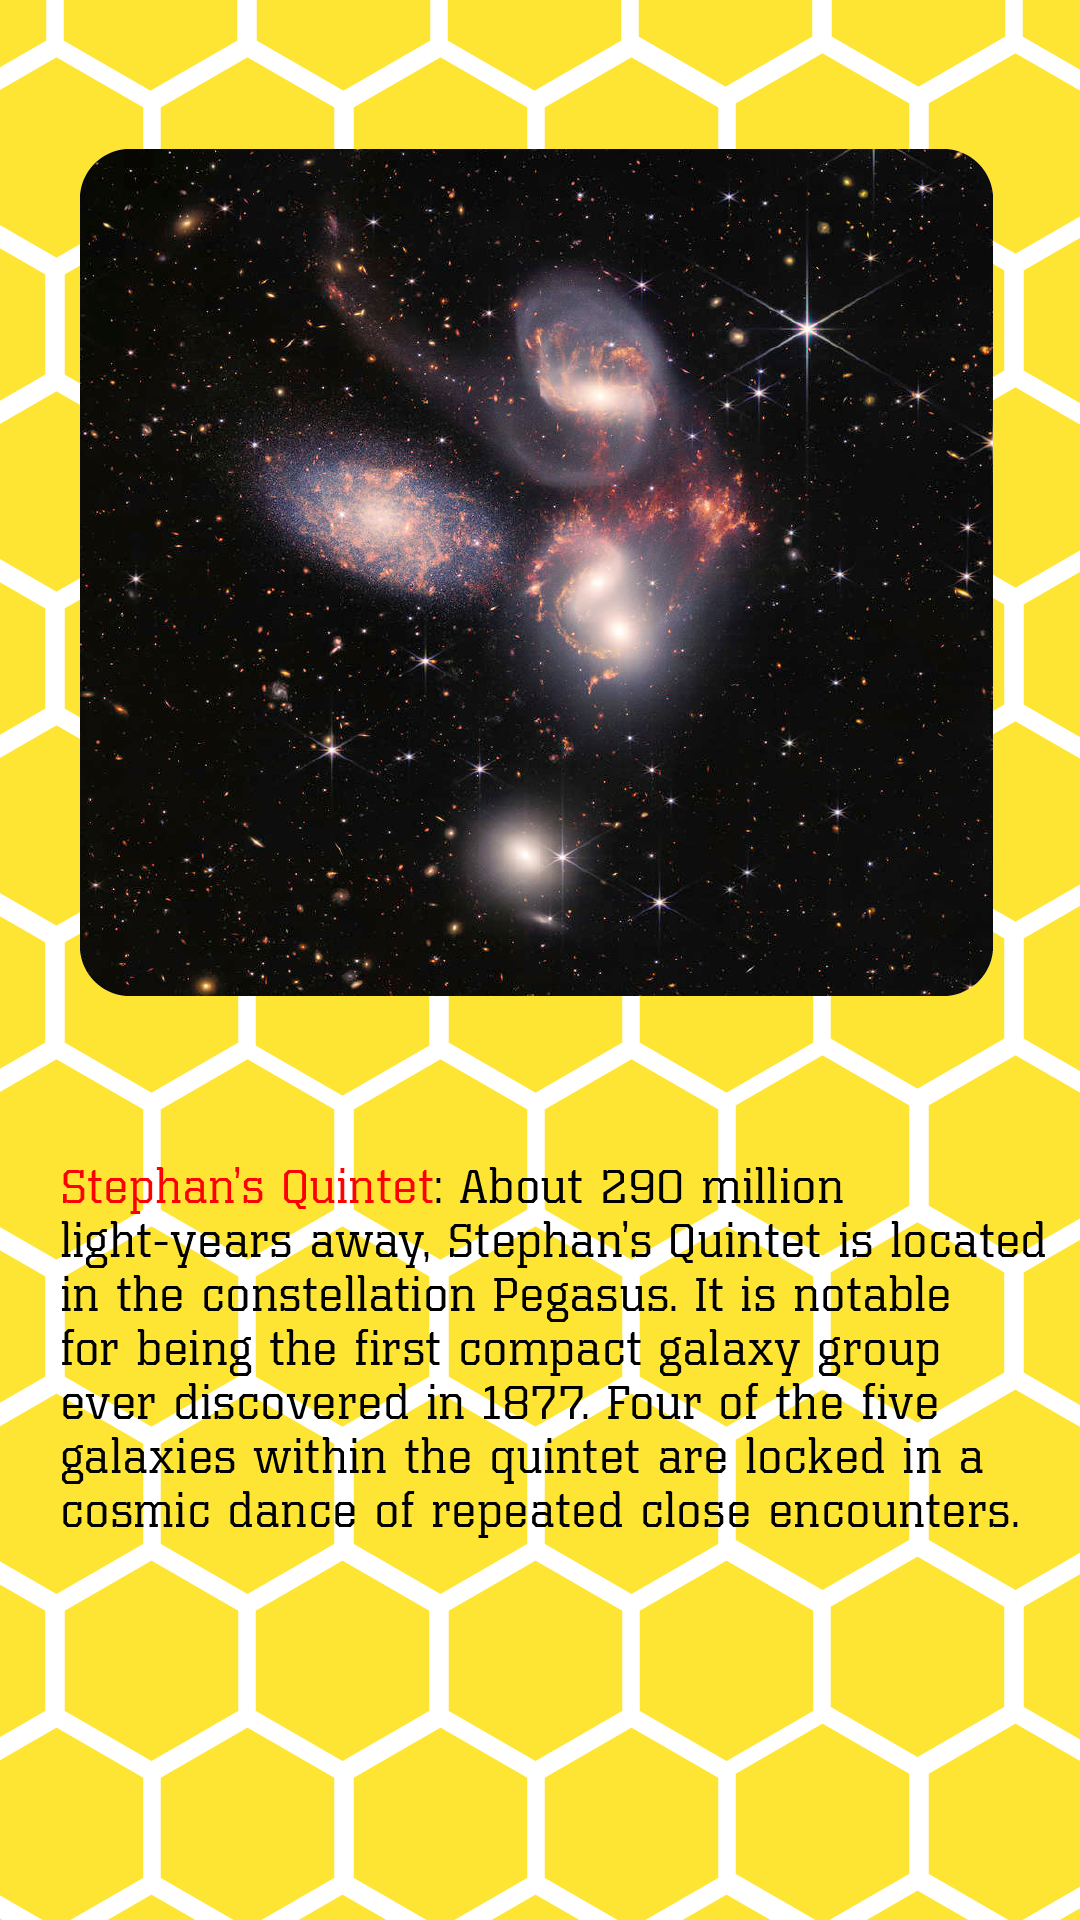 Stephan's Quintet: About 290 million
light-years away, Stephan's Quintet is located
in the constellation Pegasus. It is notable
for being the first compact galaxy group
ever discovered in 1877. Four of the five
galaxies within the quintet are locked in a
cosmic dance of repeated close encounters.